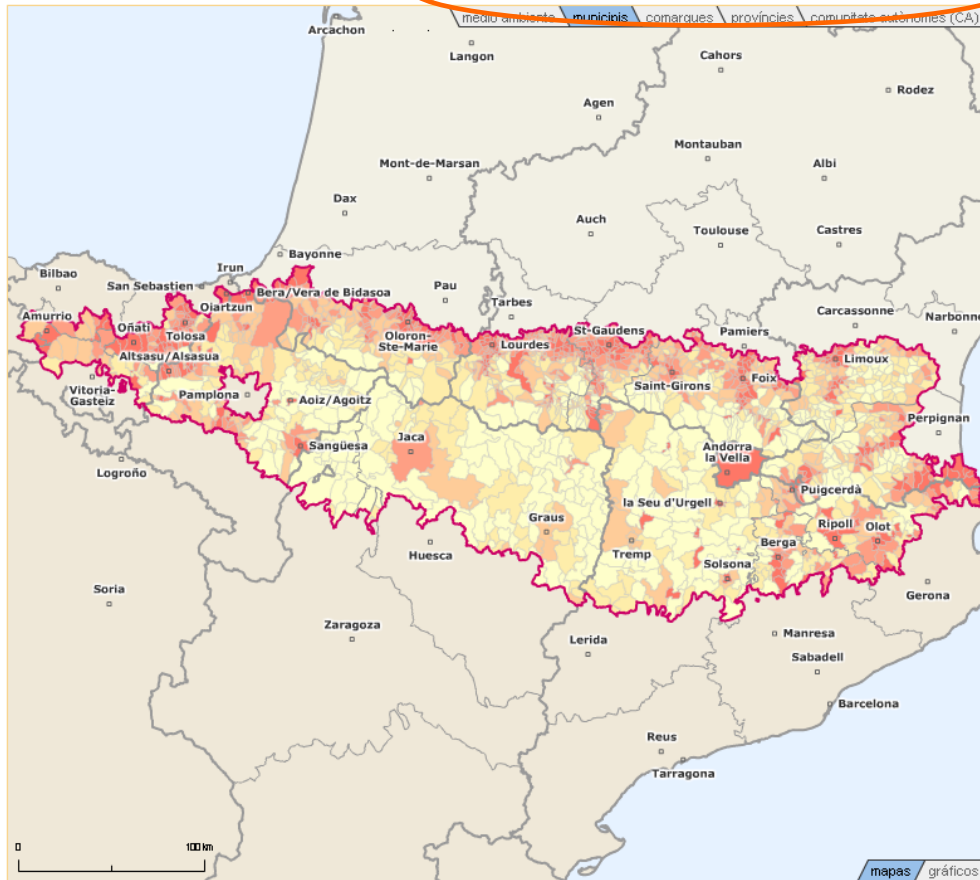 medio ambiente municipis comarques províncies comunitats autònomes (CA)
Arcachon
Langon
Cahors
Rodez
Agen
Montauban
Mont-de-Marsan
Albi
Dax
Auch
Toulouse
Castres
Bayonne
Irun
Bilbao
San Sebastien
Bera/Vera de Bidasoa
Pau
Oiartzun
Tarbes
Carcassonne
Amurrio
Oñati
Tolosa
Oloron-
Ste-Marie
Lourdes
St-Gaudens
Pamiers
Narbonne
Altsasu/Alsasua
Limoux
Saint-Girons
Foix
Vitoria-
Gasteiz
Pamplona
Aoiz/Agoitz
Perpignan
Sangüesa
Jaca
Andorra
la Vella
Logroño
Puigcerdà
la Seu d'Urgell
Graus
Ripoll
Olot
Huesca
Tremp
Berga
Solsona
Soria
Gerona
Zaragoza
Lerida
Manresa
Sabadell
Barcelona
Reus
Tarragona
0 100 km
mapas gráficos